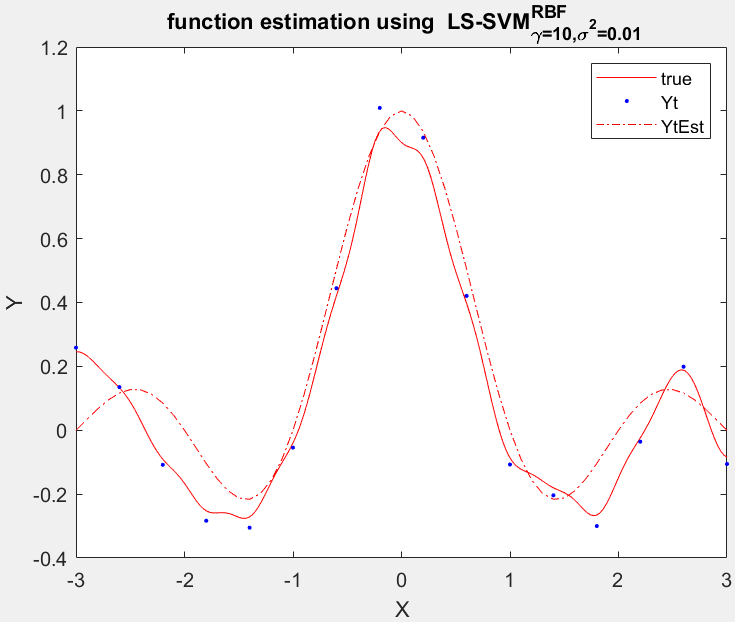 function estimation using LS-SVM^RBF_γ=10,σ^2=0.01
1.2
true
Yt
YtEst
1
0.8
0.6
0.4
0.2
0
-0.2
-0.4
Y
-3
-2
-1
0
1
2
3
X